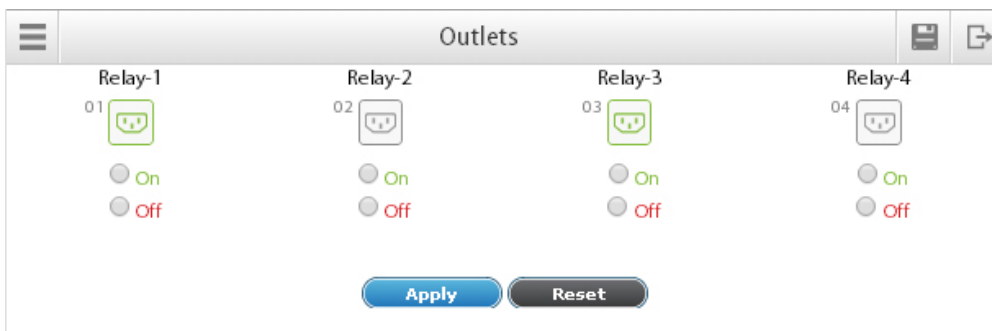 Outlets
Relay-1 Relay-2 Relay-3 Relay-4
01 02 03 04
On On On On
Off Off Off Off
Apply Reset